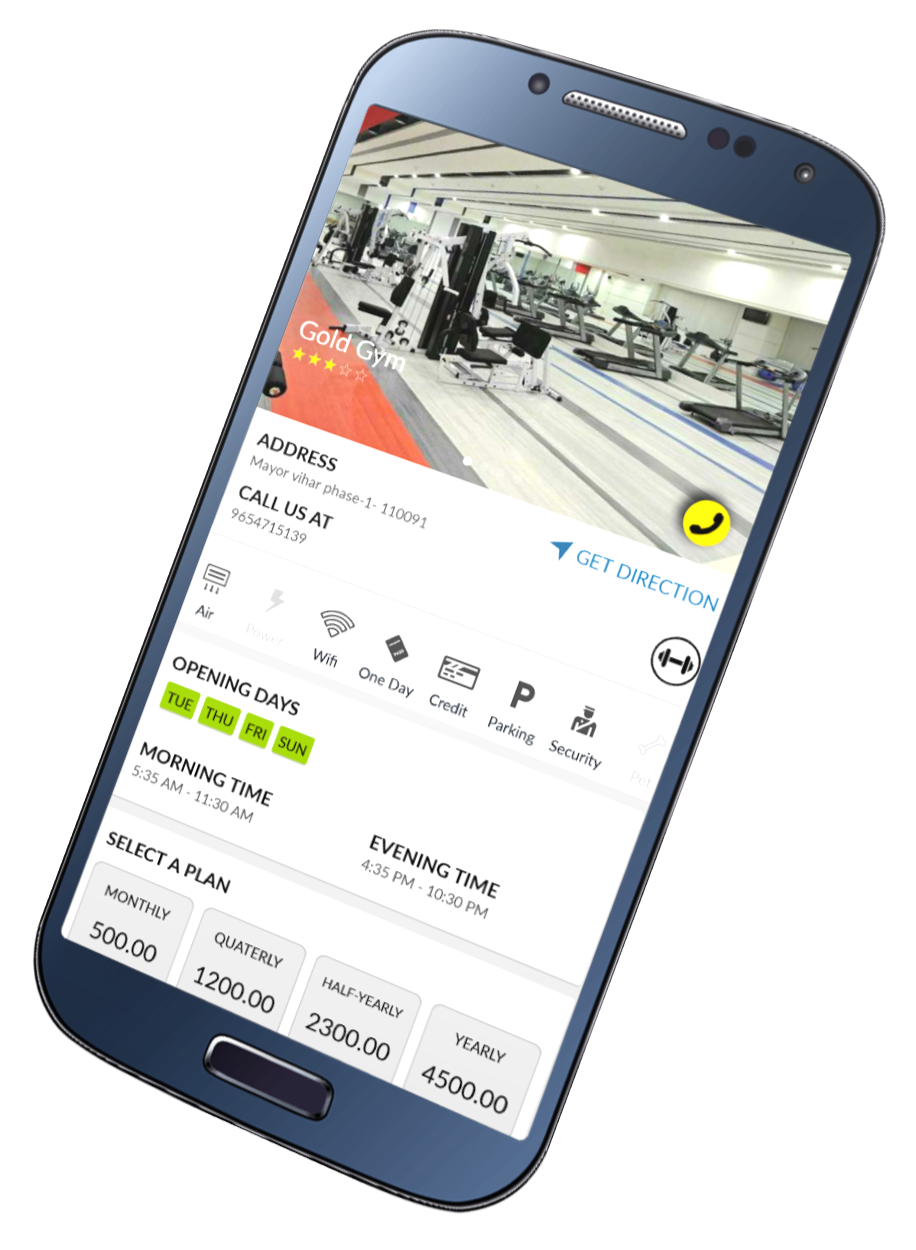 Gold Gym
ADDRESS
Mayor vihar phase-1- 110091
CALL US AT
9654715139
GET DIRECTION
Air
Power
Wifi
One Day
Credit
Parking
Security
Pet
OPENING DAYS
TUE THU FRI SUN
MORNING TIME
5:35 AM - 11:30 AM
EVENING TIME
4:35 PM - 10:30 PM
SELECT A PLAN
MONTHLY
500.00
QUATERLY
1200.00
HALF-YEARLY
2300.00
YEARLY
4500.00